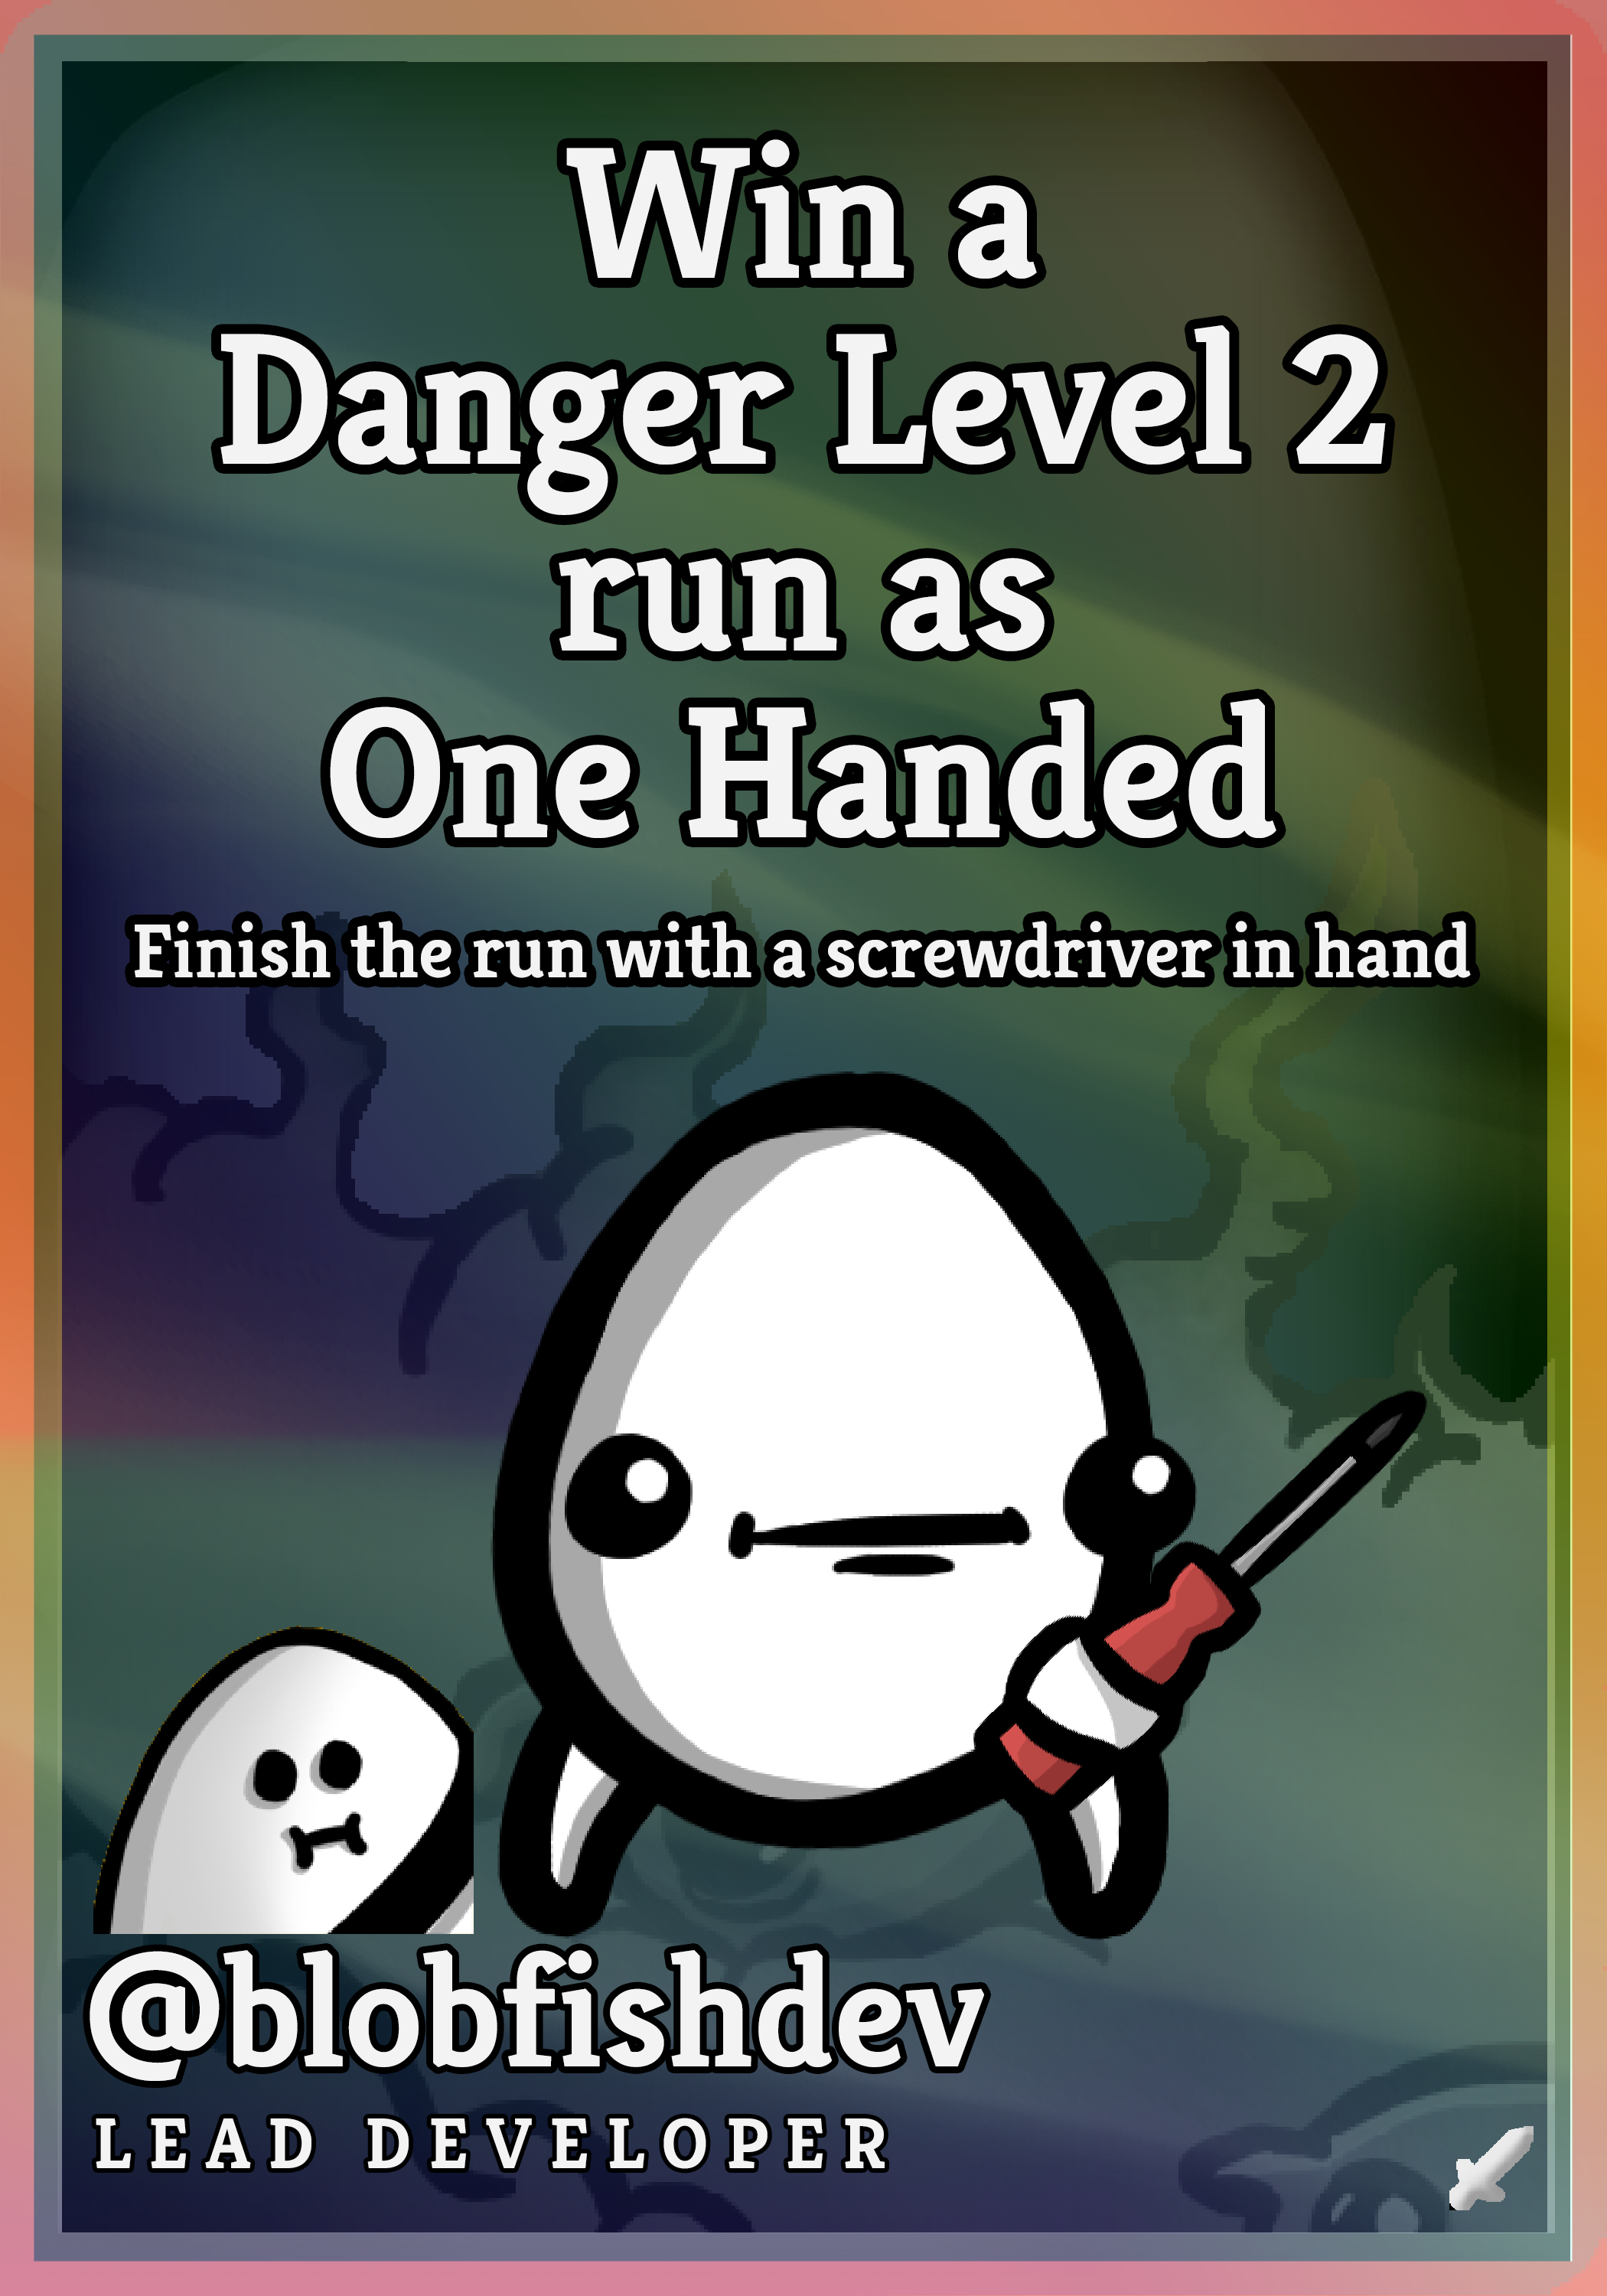 Win a
Danger Level 2
run as
One Handed
Finish the run with a screwdriver in hand
@blobfishdev
LEAD DEVELOPER